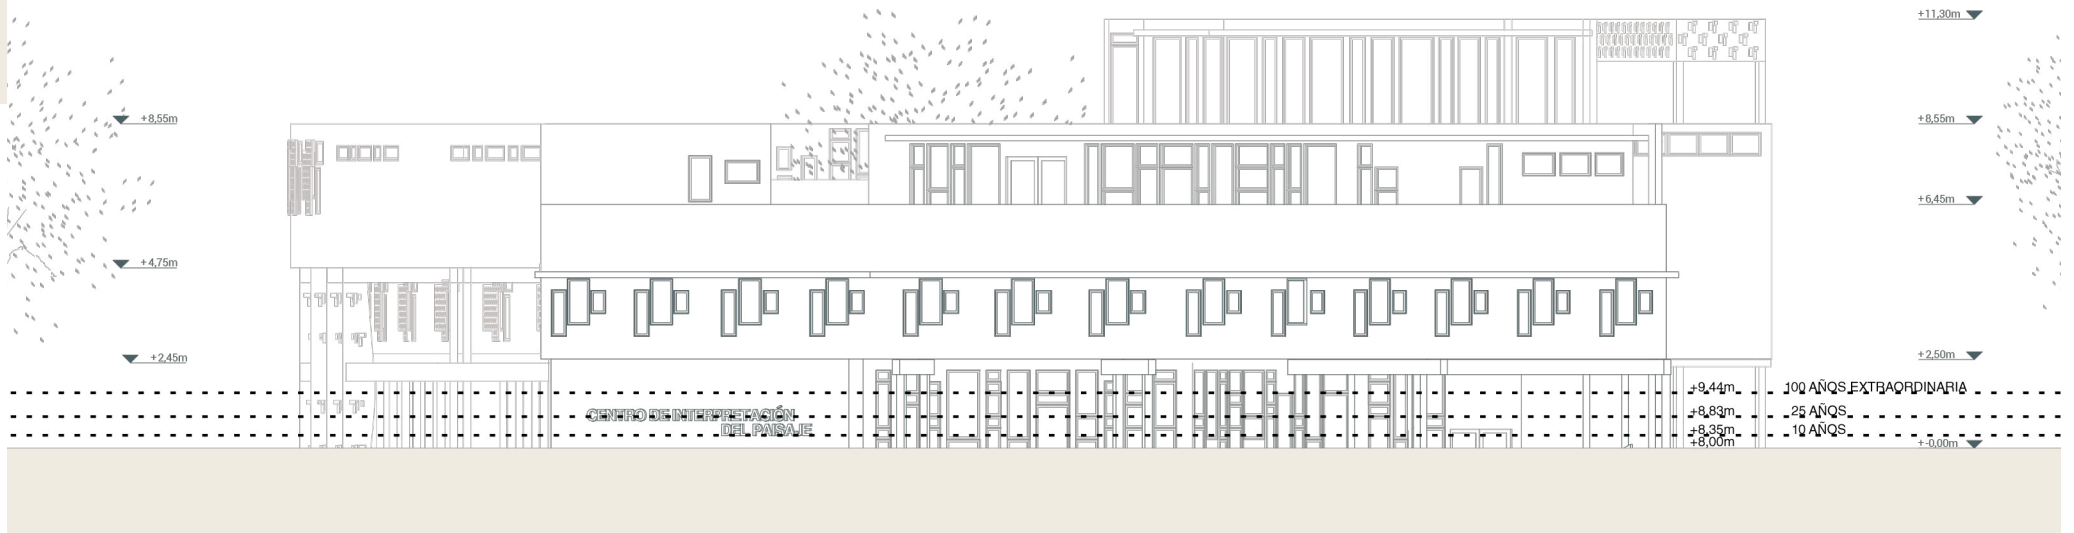 +11,30m
+8,55m
+8,55m
+6,45m
+4,75m
+2,45m
+2,50m
+9,44m 100 AÑOS EXTRAORDINARIA
CENTRO DE INTERPRETACIÓN
DEL PAISAJE
+8,83m 25 AÑOS
+8,35m 10 AÑOS
+8,00m
+-0,00m